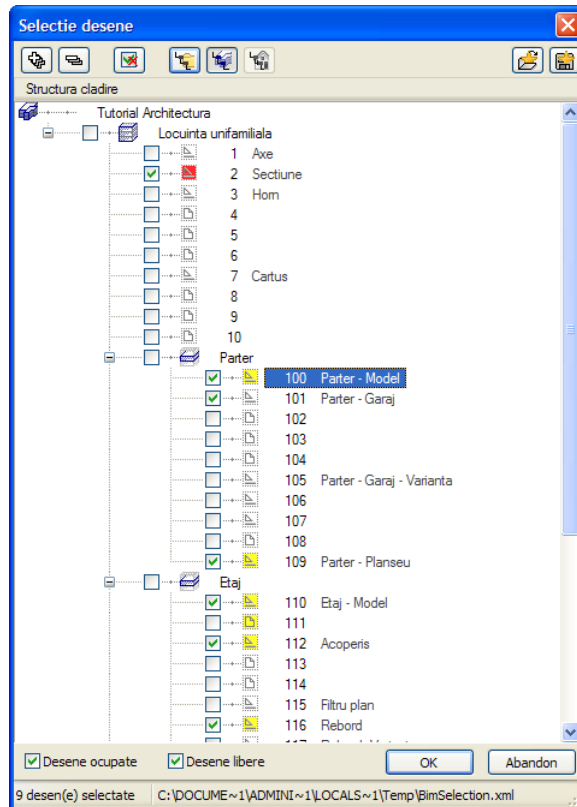 Selectie desene
Structura cladire
Tutorial Architectura
Locuinta unifamiliala
1 Axe
2 Sectiune
3 Horn
4
5
6
7 Cartus
8
9
10
Parter
100 Parter - Model
101 Parter - Garaj
102
103
104
105 Parter - Garaj - Varianta
106
107
108
109 Parter - Planseu
Etaj
110 Etaj - Model
111
112 Acoperis
113
114
115 Filtru plan
116 Rebord
Desene ocupate Desene libere OK Abandon
9 desen(e) selectate C:\DOCUME~1\ADMINI~1\LOCALS~1\Temp\BimSelection.xml